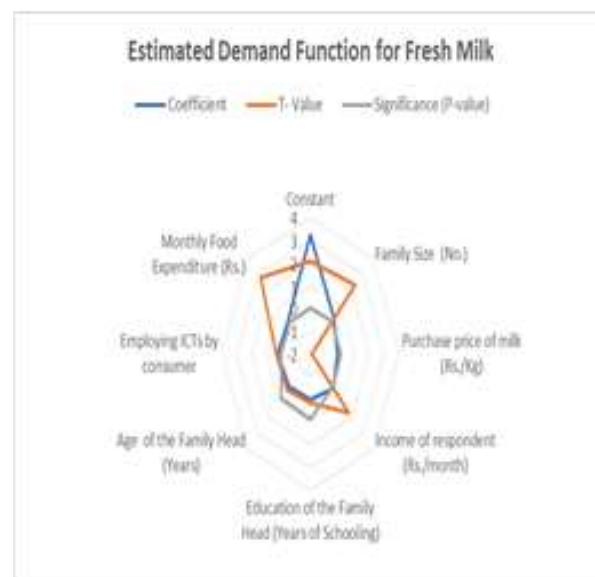 Estimated Demand Function for Fresh Milk
Coefficient T- Value Significance (P-value)
Constant
4
3
2
Monthly Food
Expenditure (Rs.)
Family Size (No.)
-2
Employing ICTs by
consumer
Purchase price of milk
(Rs./Kg)
Age of the Family Head
(Years)
Income of respondent
(Rs./month)
Education of the Family
Head (Years of Schooling)